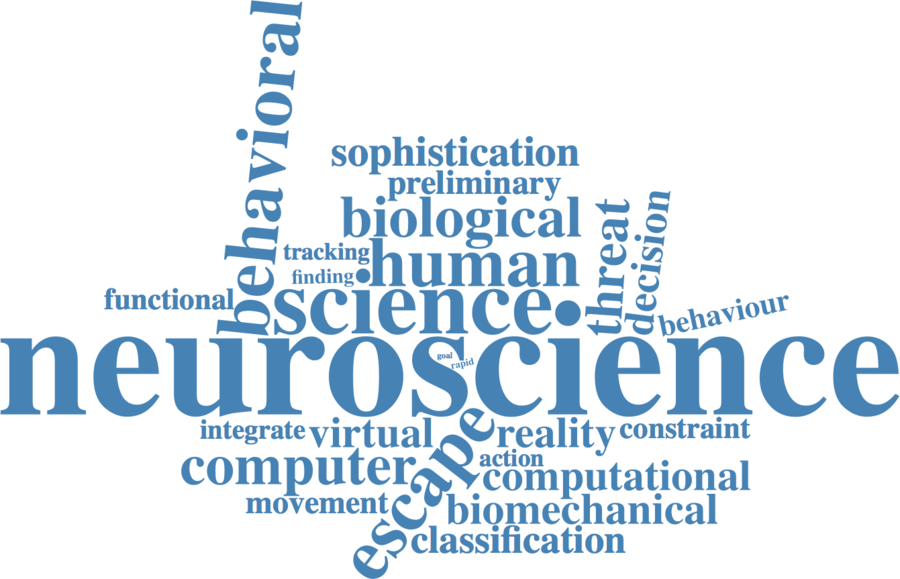 behavioral
sophistication
preliminary
biological
threat
decision
tracking
human
finding
functional
science
behaviour
neuroscience
goal
rapid
integrate
virtual
escape
reality
constraint
computer
action
computational
movement
biomechanical
classification